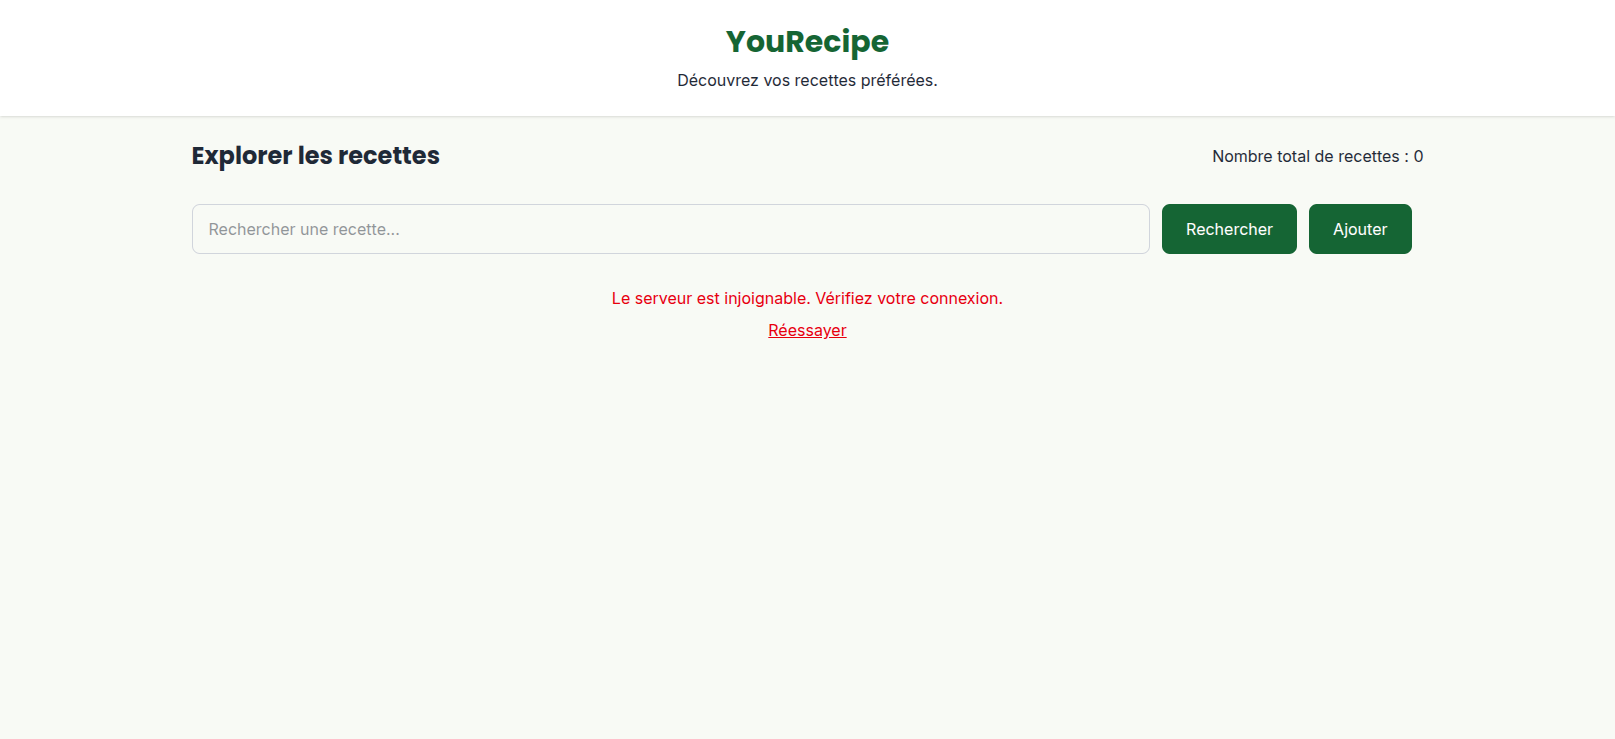 YouRecipe
Découvrez vos recettes préférées.
Explorer les recettes
Nombre total de recettes : 0
Rechercher une recette...
Rechercher
Ajouter
Le serveur est injoignable. Vérifiez votre connexion.
Réessayer